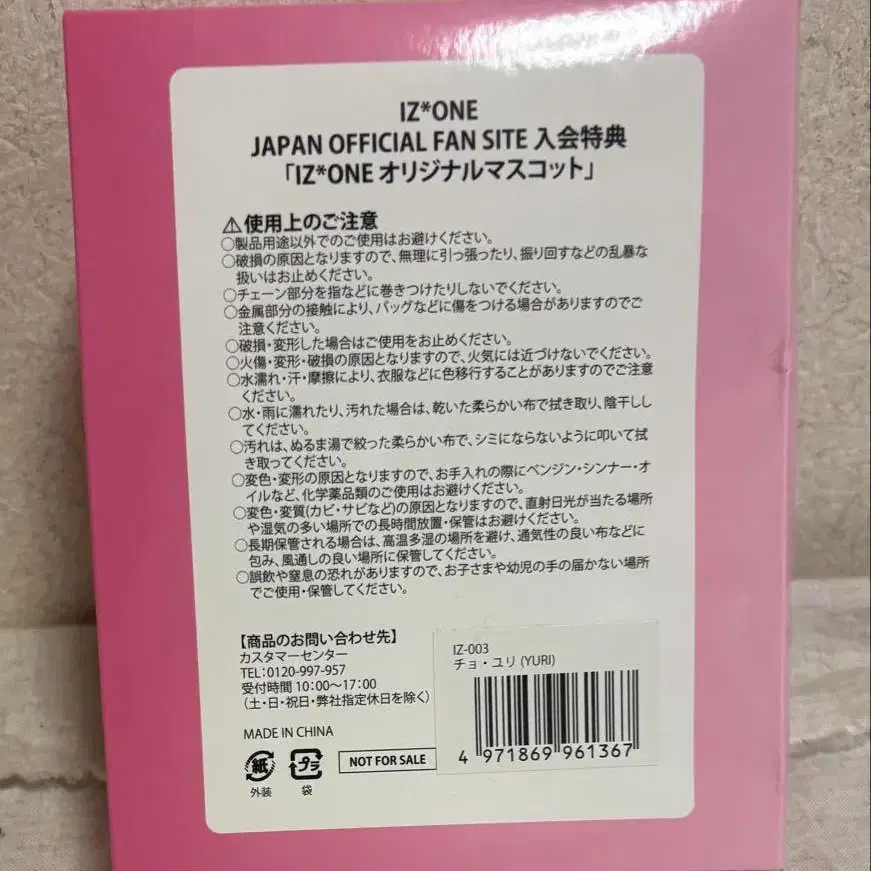 IZ*ONE
JAPAN OFFICIAL FAN SITE 入会特典
「IZ*ONE オリジナルマスコット」
⚠使用上のご注意
○製品用途以外でのご使用はお避けください。
○破損の原因となりますので、無理に引っ張ったり、振り回すなどの乱暴な
扱いはお止めください。
○チェーン部分を指などに巻きつけたりしないでください。
○金属部分の接触により、バッグなどに傷をつける場合がありますのでご
注意ください。
○破損・変形した場合はご使用をお止めください。
○火傷・変形・破損の原因となりますので、火気には近づけないでください。
○水濡れ・汗・摩擦により、衣服などに色移行することがありますのでご注意
ください。
○水・雨に濡れたり、汚れた場合は、乾いた柔らかい布で拭き取り、陰干しし
てください。
○汚れは、ぬるま湯で絞った柔らかい布で、シミにならないように叩いて拭
き取ってください。
○変色・変形の原因となりますので、お手入れの際にベンジン・シンナー・オ
イルなど、化学薬品類のご使用はお避けください。
○変色・変質(カビ・サビなど)の原因となりますので、直射日光が当たる場所
や湿気の多い場所での長時間放置・保管はお避けください。
○長期保管される場合は、高温多湿の場所を避け、通気性の良い布などに
包み、風通しの良い場所に保管してください。
○誤飲や窒息の恐れがありますので、お子さまや幼児の手の届かない場所
でご使用・保管してください。
【商品のお問い合わせ先】
カスタマーセンター
TEL:0120-997-957
受付時間 10:00〜17:00
(土・日・祝日・弊社指定休日を除く)
MADE IN CHINA
紙
外装
プラ
袋
NOT FOR SALE
IZ-003
チョ・ユリ (YURI)
4 971869 961367